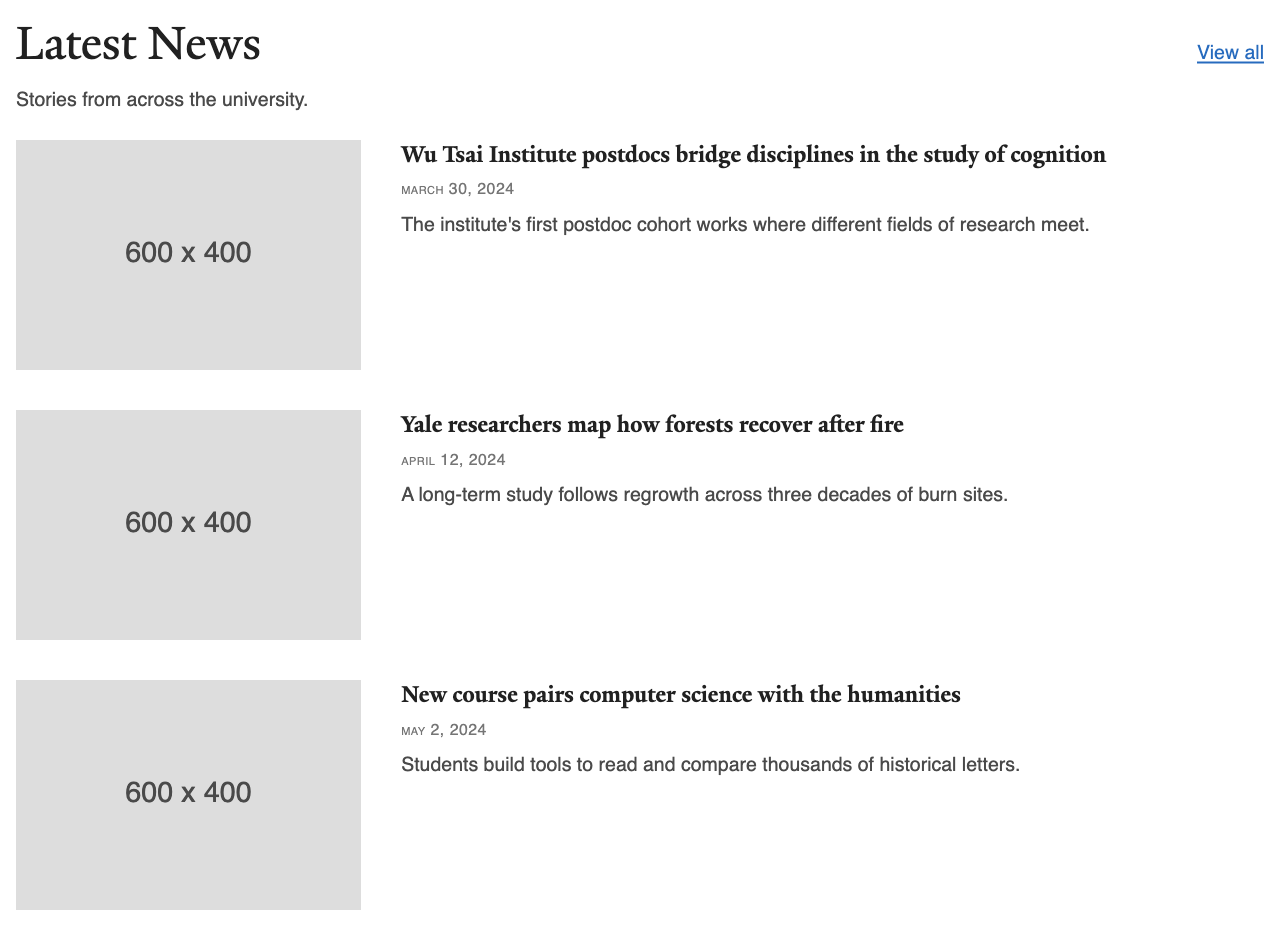 Latest News
View all
Stories from across the university.
600 x 400
Wu Tsai Institute postdocs bridge disciplines in the study of cognition
MARCH 30, 2024
The institute's first postdoc cohort works where different fields of research meet.
600 x 400
Yale researchers map how forests recover after fire
APRIL 12, 2024
A long-term study follows regrowth across three decades of burn sites.
600 x 400
New course pairs computer science with the humanities
MAY 2, 2024
Students build tools to read and compare thousands of historical letters.